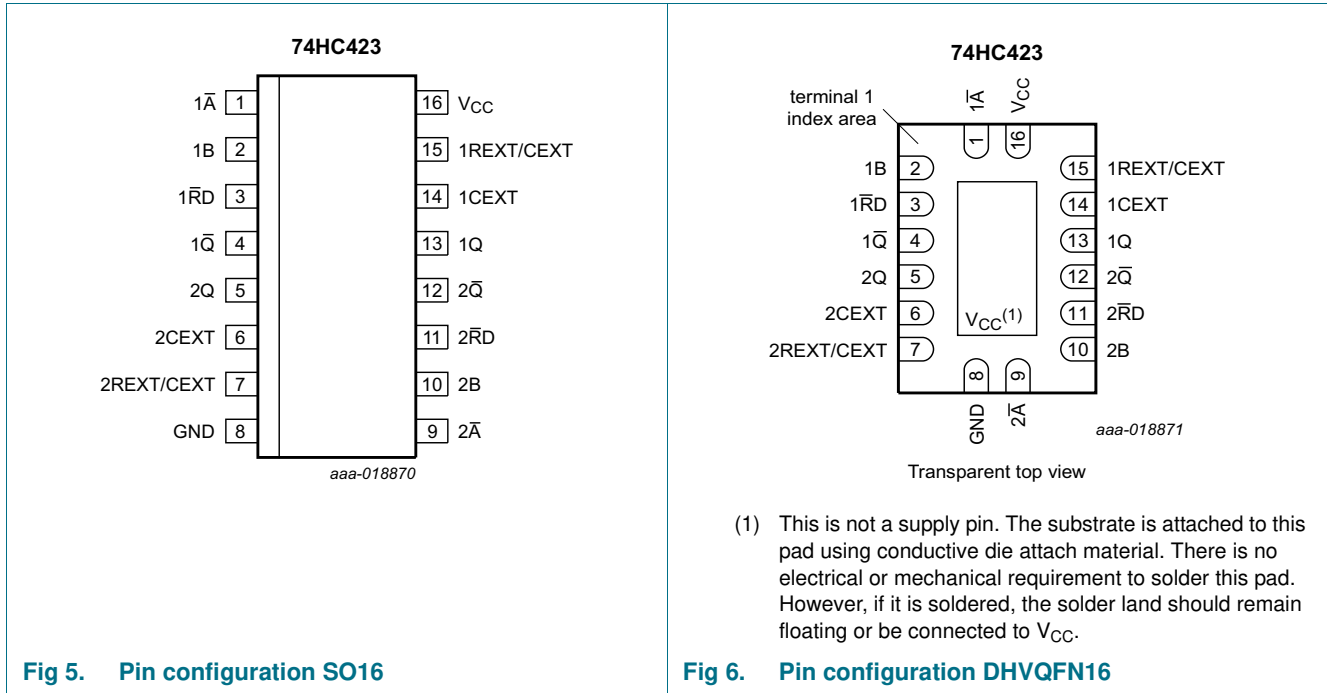 74HC423
1A̅ 1
16 VCC
1B 2
15 1REXT/CEXT
1R̅D 3
14 1CEXT
1Q̅ 4
13 1Q
2Q 5
12 2Q̅
2CEXT 6
11 2R̅D
2REXT/CEXT 7
10 2B
GND 8
9 2A̅
aaa-018870
Fig 5. Pin configuration SO16
74HC423
terminal 1
index area
1A̅
VCC
1
16
1B 2
15 1REXT/CEXT
1R̅D 3
14 1CEXT
1Q̅ 4
13 1Q
2Q 5
12 2Q̅
2CEXT 6
11 2R̅D
VCC(1)
2REXT/CEXT 7
10 2B
8
9
GND
2A̅
aaa-018871
Transparent top view
(1) This is not a supply pin. The substrate is attached to this
pad using conductive die attach material. There is no
electrical or mechanical requirement to solder this pad.
However, if it is soldered, the solder land should remain
floating or be connected to VCC.
Fig 6. Pin configuration DHVQFN16